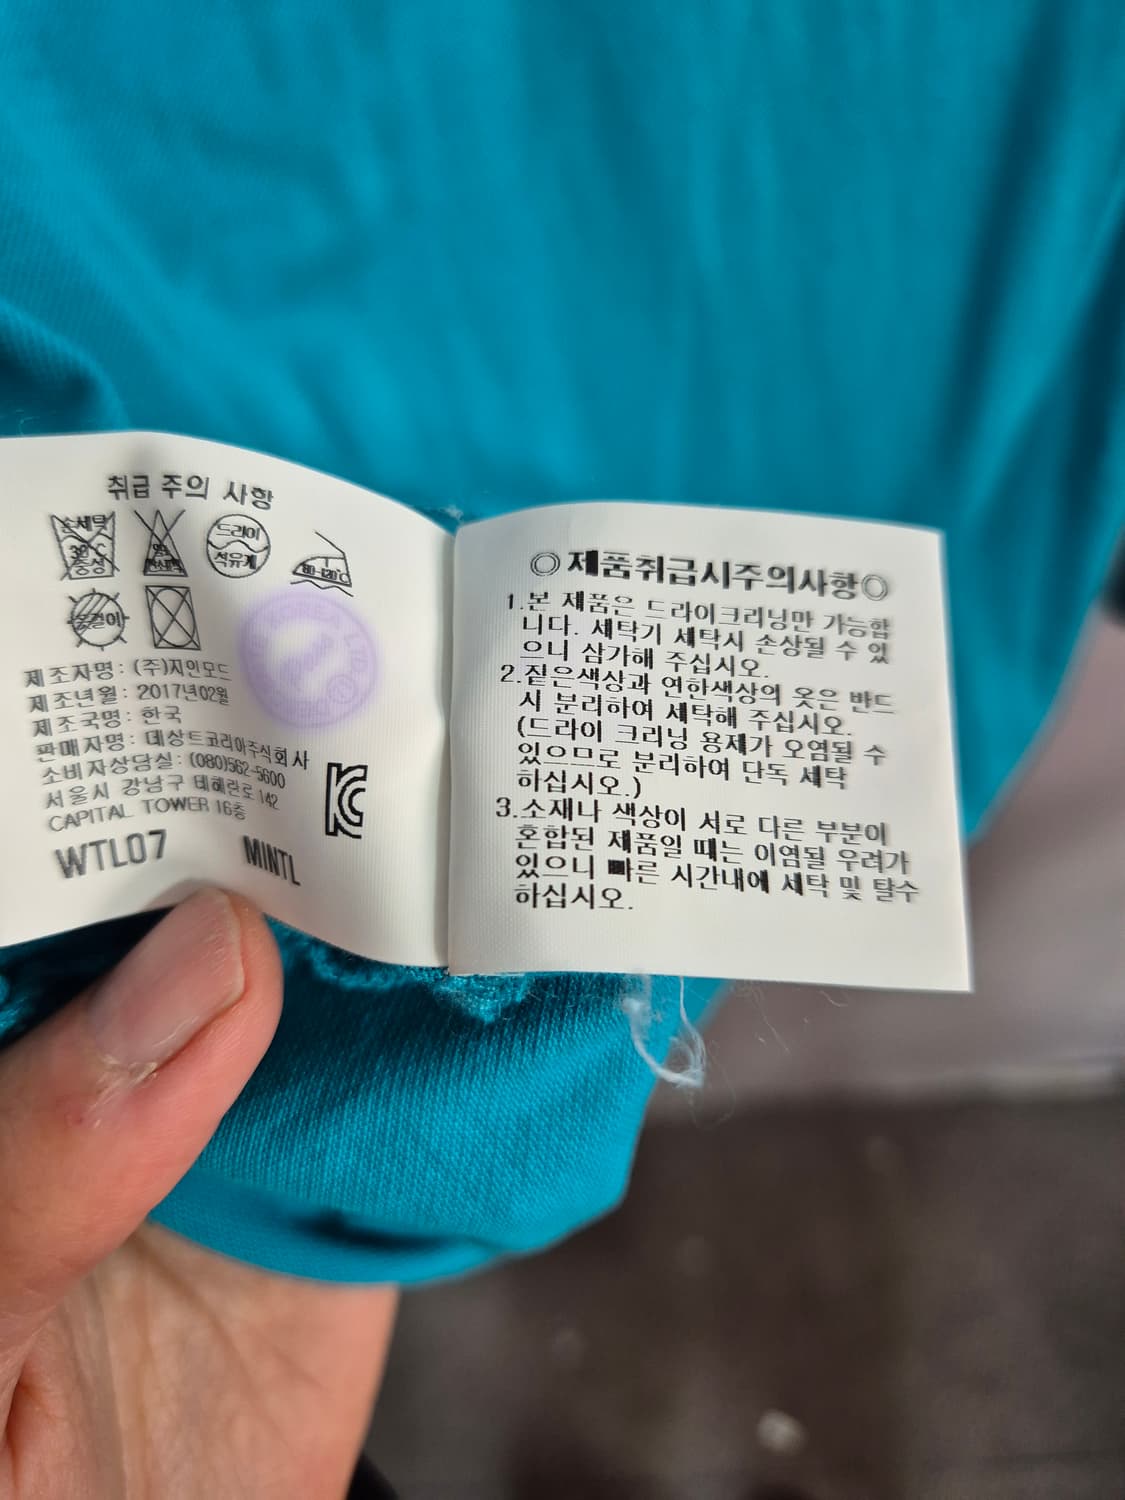 취급 주의 사항
손세탁
30℃
중성
드라이
석유계
80~120℃
옷걸이
제조자명: (주)지인모드
제조년월: 2017년02월
제조국명: 한국
판매자명: 데상트코리아주식회사
소비자상담실: (080)562-5600
서울시 강남구 테헤란로 142
CAPITAL TOWER 16층
WTL07 MINTL
◎제품취급시주의사항◎
1.본 제품은 드라이크리닝만 가능합
니다. 세탁기 세탁시 손상될 수 있
으니 삼가해 주십시오.
2.짙은색상과 연한색상의 옷은 반드
시 분리하여 세탁해 주십시오.
(드라이 크리닝 용제가 오염될 수
있으므로 분리하여 단독 세탁
하십시오.)
3.소재나 색상이 서로 다른 부분이
혼합된 제품일 때는 이염될 우려가
있으니 빠른 시간내에 세탁 및 탈수
하십시오.